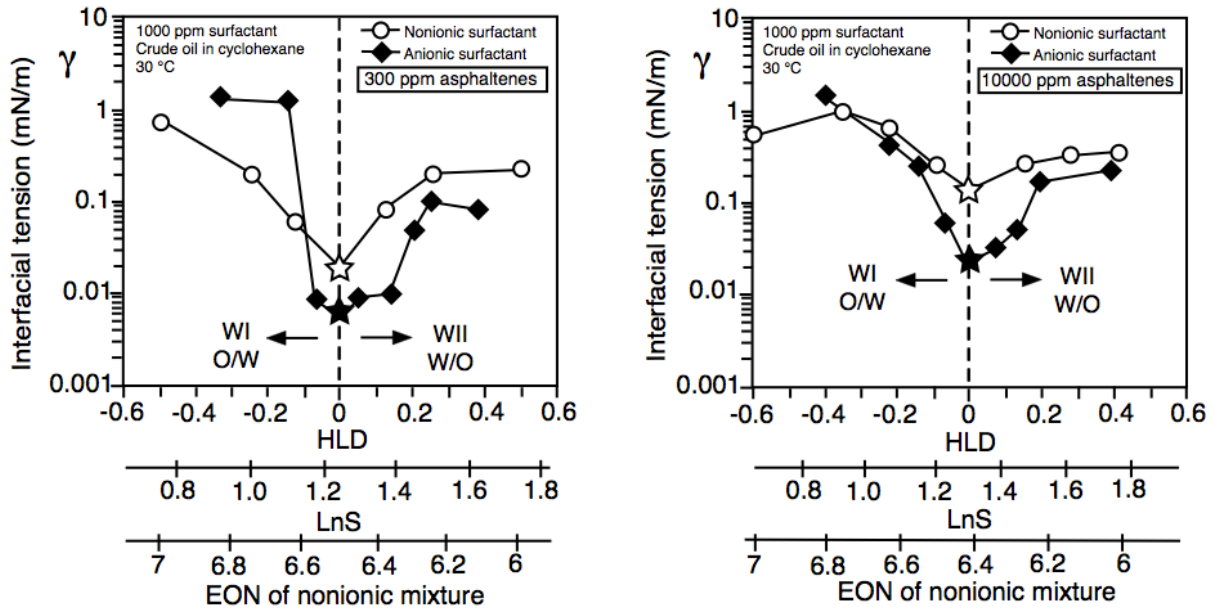 10
1
0.1
0.01
0.001
Interfacial tension (mN/m)
γ
1000 ppm surfactant
Crude oil in cyclohexane
30 °C
Nonionic surfactant
Anionic surfactant
300 ppm asphaltenes
WI
O/W
WII
W/O
-0.6 -0.4 -0.2 0 0.2 0.4 0.6
HLD
0.8 1.0 1.2 1.4 1.6 1.8
LnS
7 6.8 6.6 6.4 6.2 6
EON of nonionic mixture
10
1
0.1
0.01
0.001
Interfacial tension (mN/m)
γ
1000 ppm surfactant
Crude oil in cyclohexane
30 °C
Nonionic surfactant
Anionic surfactant
10000 ppm asphaltenes
WI
O/W
WII
W/O
-0.6 -0.4 -0.2 0 0.2 0.4 0.6
HLD
0.8 1.0 1.2 1.4 1.6 1.8
LnS
7 6.8 6.6 6.4 6.2 6
EON of nonionic mixture